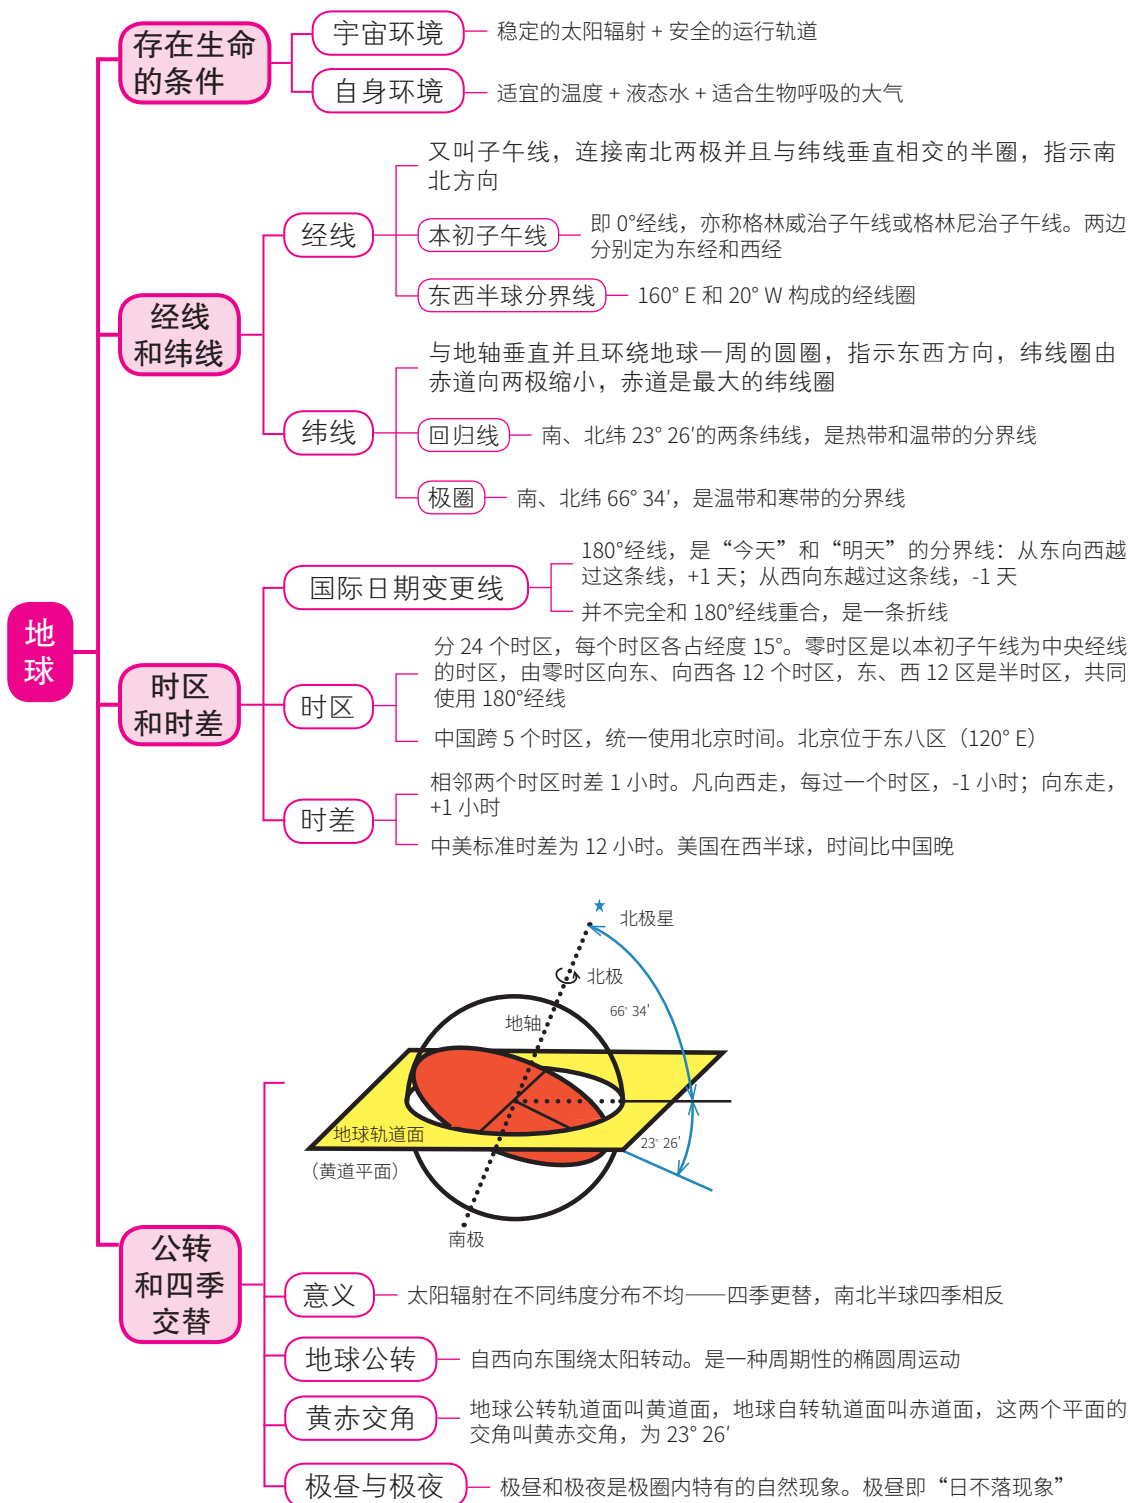 地
球
存在生命
的条件
宇宙环境
稳定的太阳辐射 + 安全的运行轨道
自身环境
适宜的温度 + 液态水 + 适合生物呼吸的大气
经线
和纬线
经线
又叫子午线，连接南北两极并且与纬线垂直相交的半圈，指示南
北方向
本初子午线
即 0°经线，亦称格林威治子午线或格林尼治子午线。两边
分别定为东经和西经
东西半球分界线
160° E 和 20° W 构成的经线圈
纬线
与地轴垂直并且环绕地球一周的圆圈，指示东西方向，纬线圈由
赤道向两极缩小，赤道是最大的纬线圈
回归线
南、北纬 23° 26′的两条纬线，是热带和温带的分界线
极圈
南、北纬 66° 34′，是温带和寒带的分界线
时区
和时差
国际日期变更线
180°经线，是“今天”和“明天”的分界线：从东向西越
过这条线，+1 天；从西向东越过这条线，-1 天
并不完全和 180°经线重合，是一条折线
时区
分 24 个时区，每个时区各占经度 15°。零时区是以本初子午线为中央经线
的时区，由零时区向东、向西各 12 个时区，东、西 12 区是半时区，共同
使用 180°经线
中国跨 5 个时区，统一使用北京时间。北京位于东八区（120° E）
时差
相邻两个时区时差 1 小时。凡向西走，每过一个时区，-1 小时；向东走，
+1 小时
中美标准时差为 12 小时。美国在西半球，时间比中国晚
公转
和四季
交替
北极星
北极
66° 34′
地轴
地球轨道面
23° 26′
（黄道平面）
南极
意义
太阳辐射在不同纬度分布不均——四季更替，南北半球四季相反
地球公转
自西向东围绕太阳转动。是一种周期性的椭圆周运动
黄赤交角
地球公转轨道面叫黄道面，地球自转轨道面叫赤道面，这两个平面的
交角叫黄赤交角，为 23° 26′
极昼与极夜
极昼和极夜是极圈内特有的自然现象。极昼即“日不落现象”